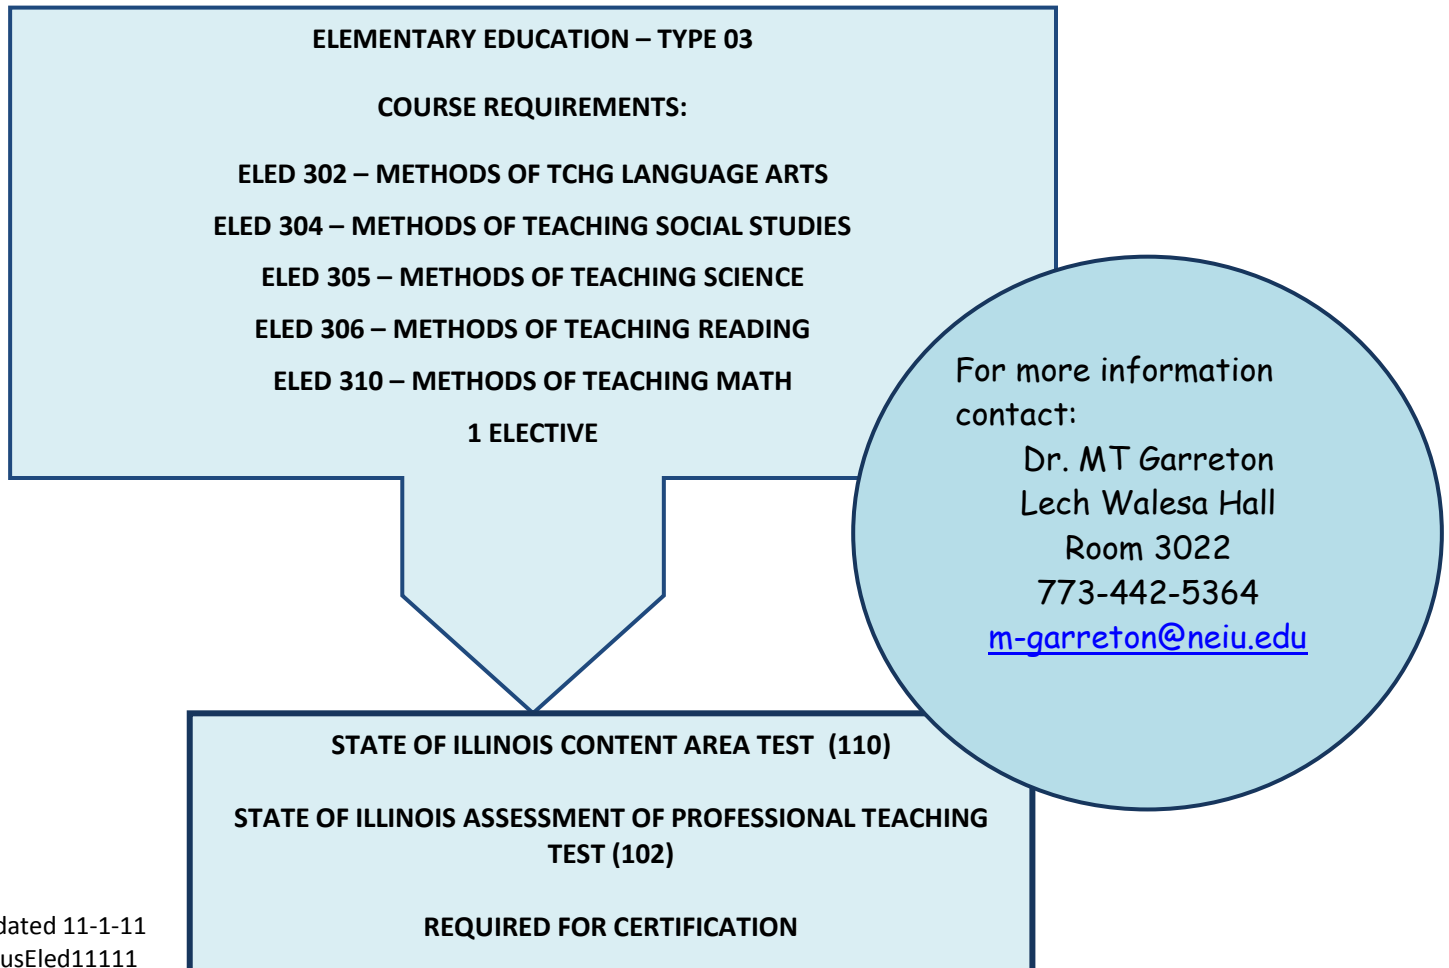 ELEMENTARY EDUCATION – TYPE 03
COURSE REQUIREMENTS:
ELED 302 – METHODS OF TCHG LANGUAGE ARTS
ELED 304 – METHODS OF TEACHING SOCIAL STUDIES
ELED 305 – METHODS OF TEACHING SCIENCE
ELED 306 – METHODS OF TEACHING READING
ELED 310 – METHODS OF TEACHING MATH
1 ELECTIVE
For more information
contact:
Dr. MT Garreton
Lech Walesa Hall
Room 3022
773-442-5364
m-garreton@neiu.edu
STATE OF ILLINOIS CONTENT AREA TEST (110)
STATE OF ILLINOIS ASSESSMENT OF PROFESSIONAL TEACHING
TEST (102)
REQUIRED FOR CERTIFICATION
dated 11-1-11
usEled11111